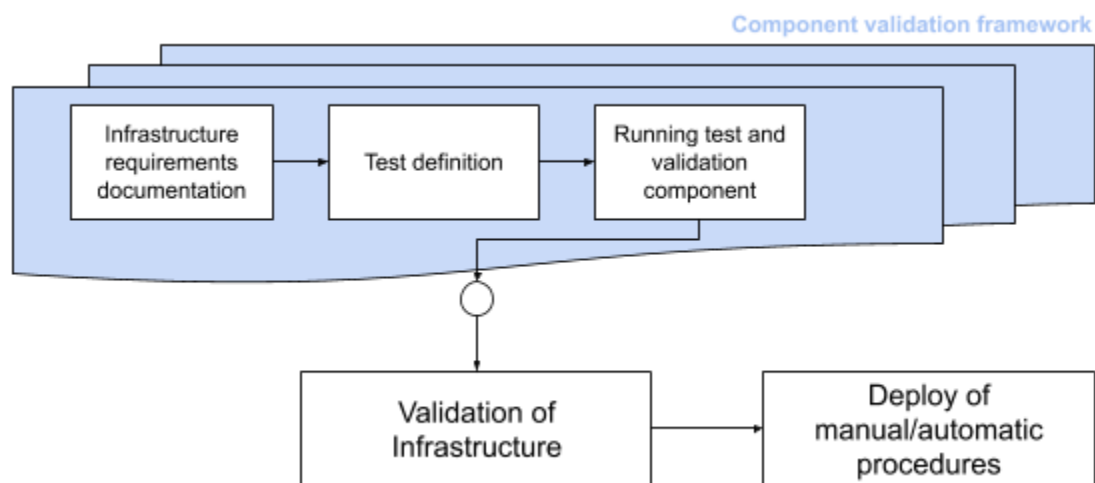 Component validation framework
Infrastructure
requirements
documentation
Test definition
Running test and
validation
component
Validation of
Infrastructure
Deploy of
manual/automatic
procedures